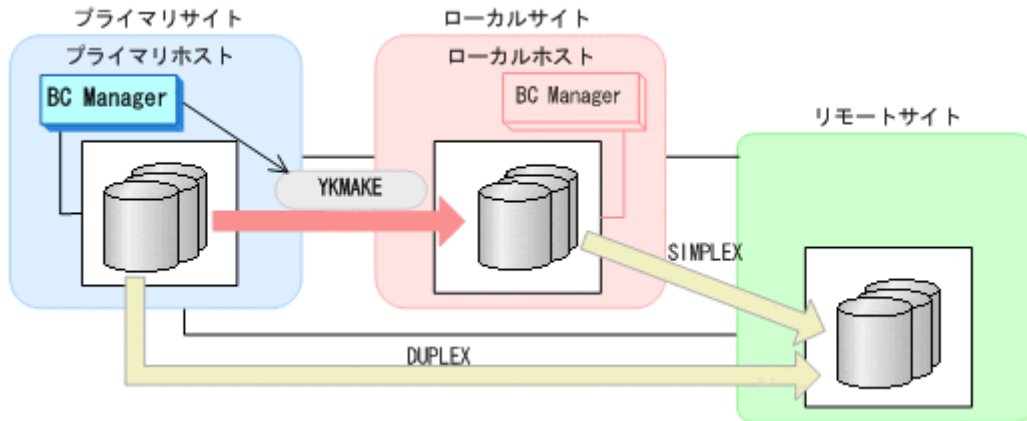 プライマリサイト
ローカルサイト
プライマリホスト
ローカルホスト
BC Manager
BC Manager
リモートサイト
YKMAKE
SIMPLEX
DUPLEX